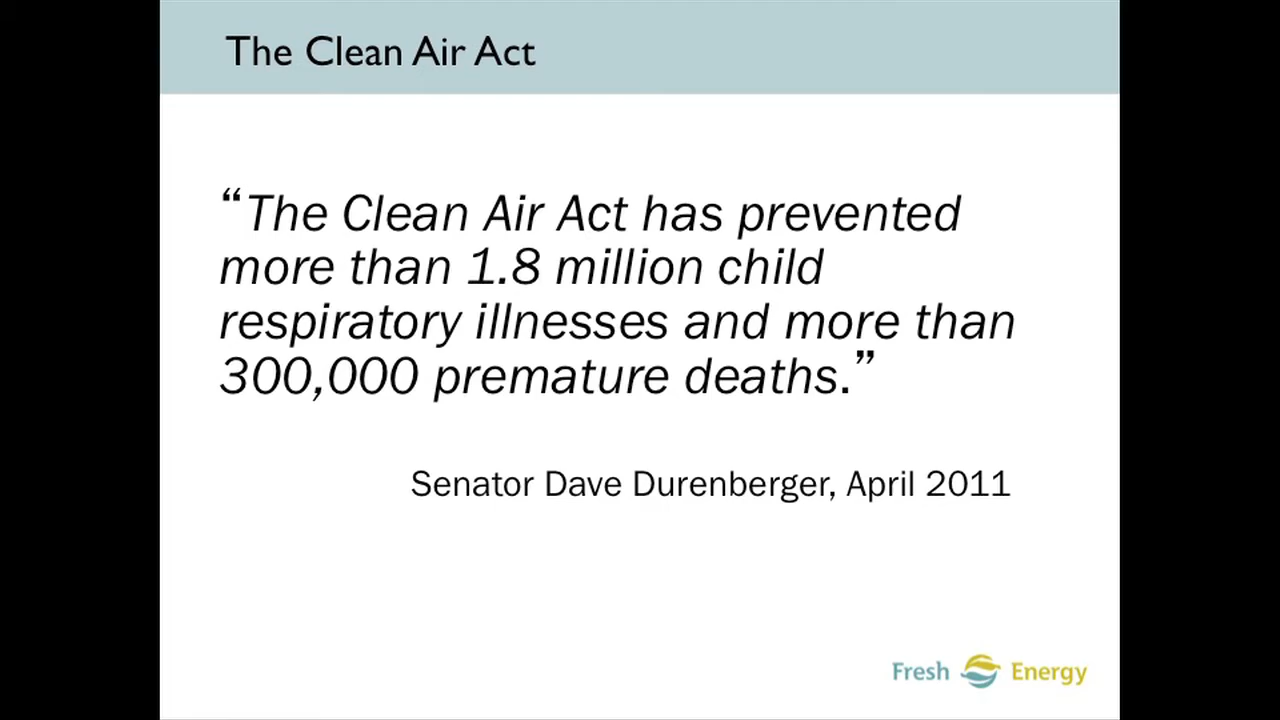 The Clean Air Act
“The Clean Air Act has prevented
more than 1.8 million child
respiratory illnesses and more than
300,000 premature deaths.”
Senator Dave Durenberger, April 2011
Fresh Energy